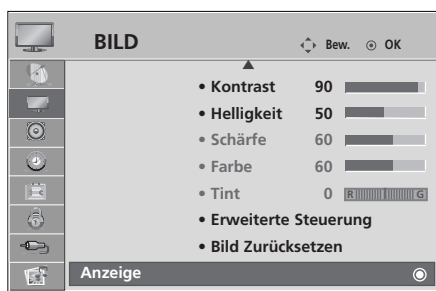 BILD Bew. OK
• Kontrast 90
• Helligkeit 50
• Schärfe 60
• Farbe 60
• Tint 0 R G
• Erweiterte Steuerung
• Bild Zurücksetzen
Anzeige